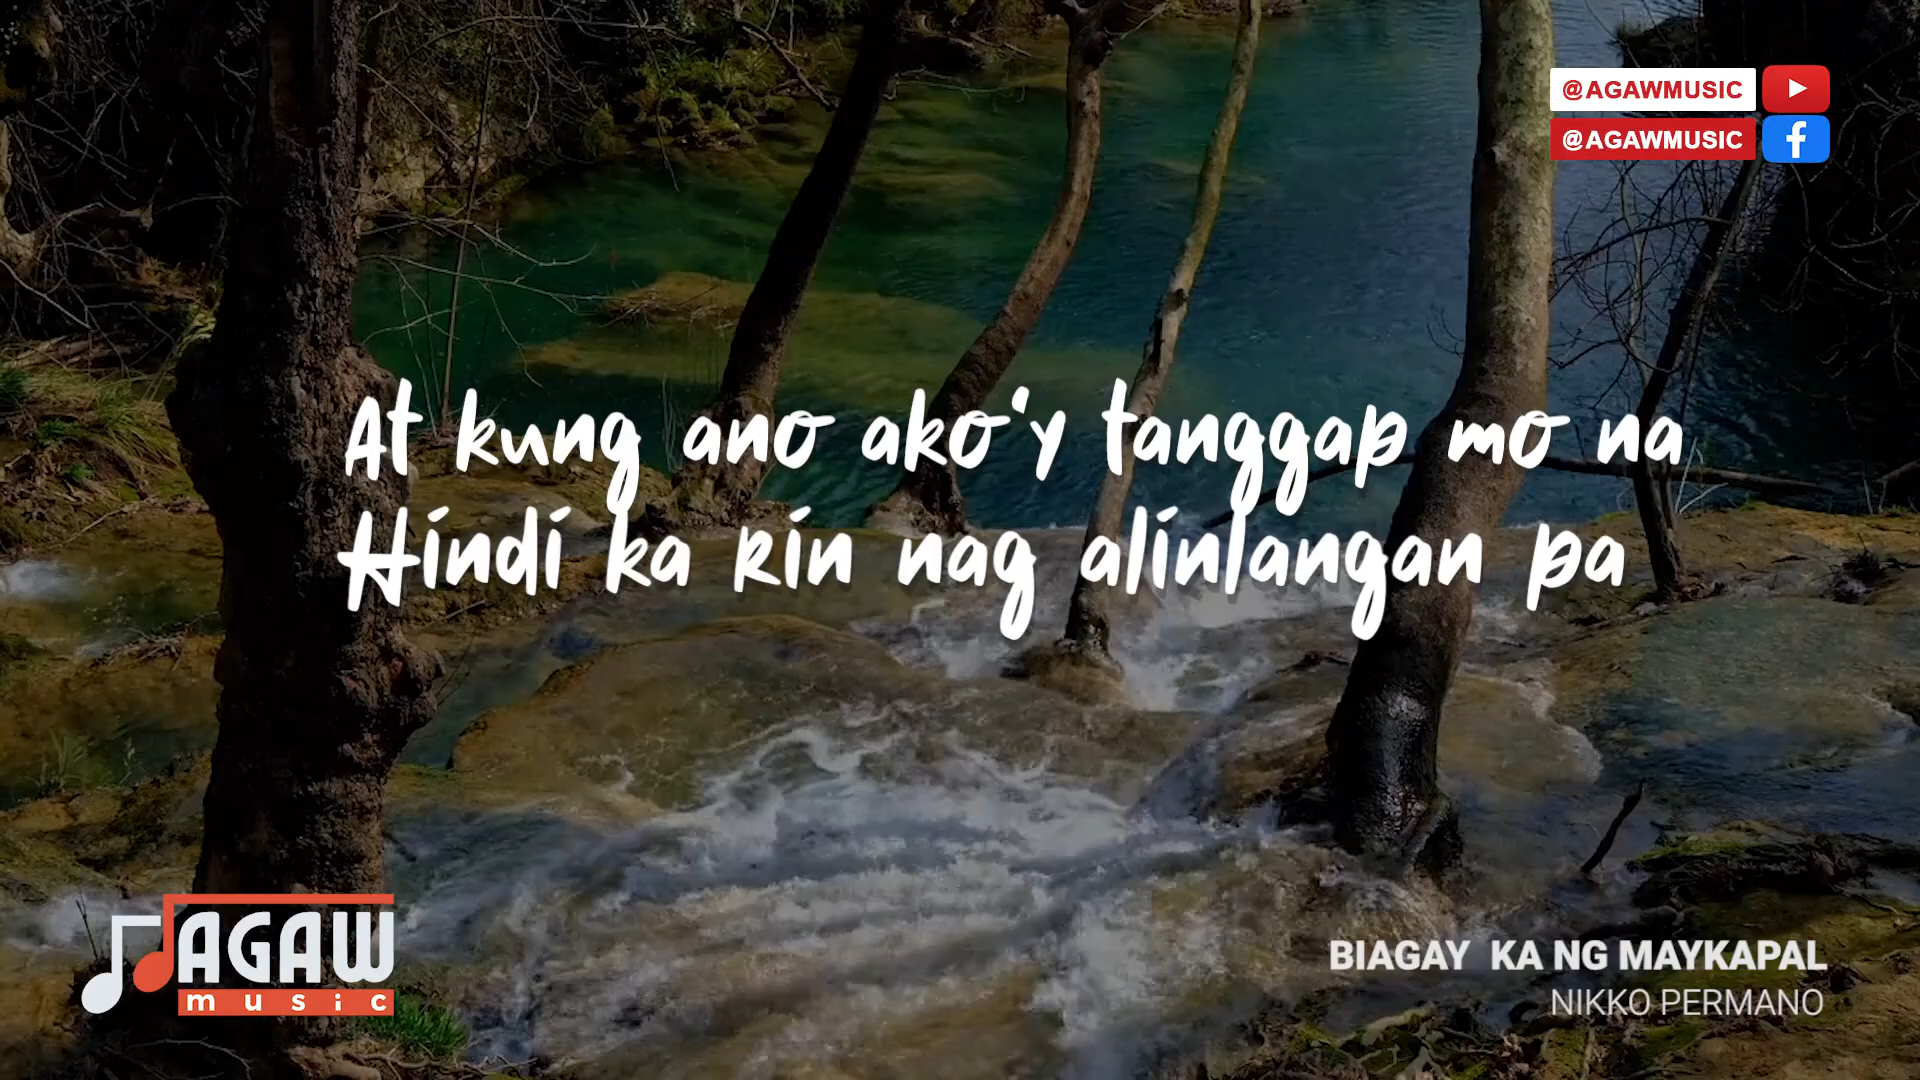 @AGAWMUSIC
@AGAWMUSIC
At kung ano ako'y tanggap mo na
Hindi ka rin nag alinlangan pa
AGAW
music
BIAGAY KA NG MAYKAPAL
NIKKO PERMANO